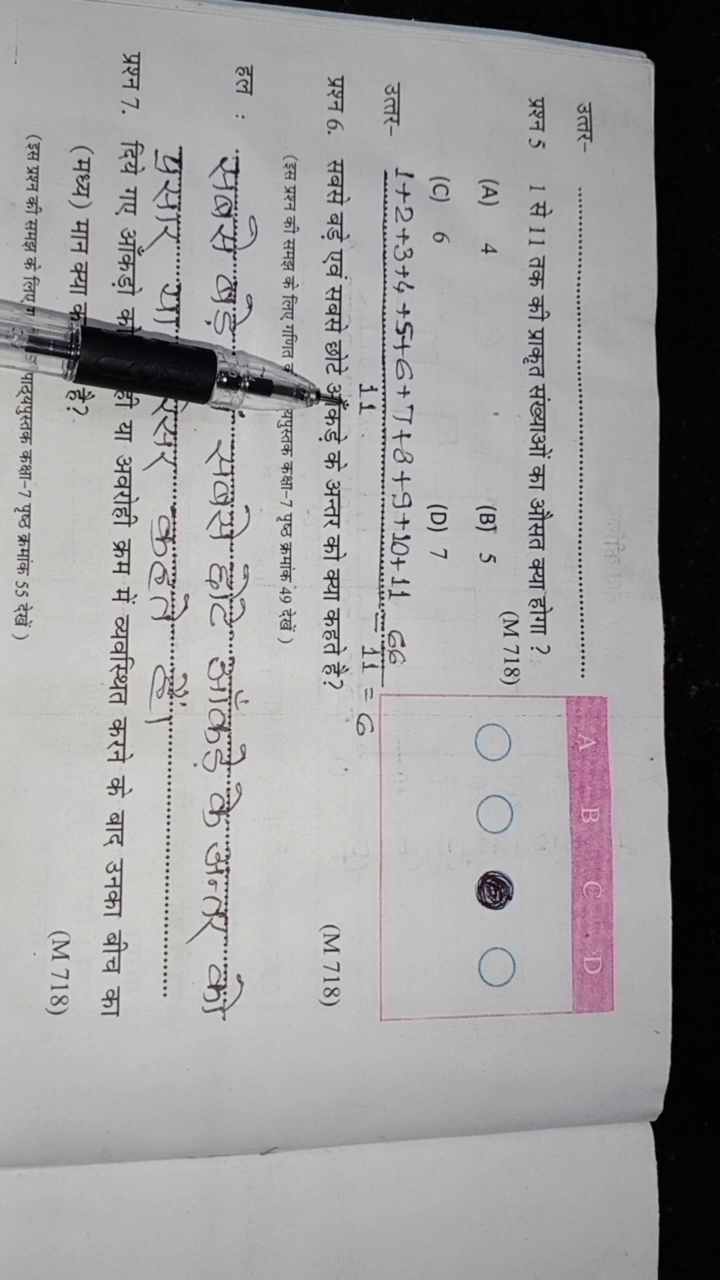 उत्तर- ........................................
प्रश्न 5 1 से 11 तक की प्राकृत संख्याओं का औसत क्या होगा ?
(M 718)
(A) 4 (B) 5
(C) 6 (D) 7
A B C D
उत्तर- 1+2+3+4+5+6+7+8+9+10+11 = 66 = 6
11 11
प्रश्न 6. सबसे बड़े एवं सबसे छोटे आँकड़े के अन्तर को क्या कहते है? (M 718)
(इस प्रश्न की समझ के लिए गणित पुस्तक कक्षा-7 पृष्ठ क्रमांक 49 देखें )
हल : सबसे बड़े सबसे छोटे आँकड़े के अन्तर को
प्रसार या कहते हैं।
प्रश्न 7. दिये गए आँकड़ो को या अवरोही क्रम में व्यवस्थित करने के बाद उनका बीच का
(मध्य) मान क्या है? (M 718)
(इस प्रश्न की समझ के लिए पाठ्यपुस्तक कक्षा-7 पृष्ठ क्रमांक 55 देखें )